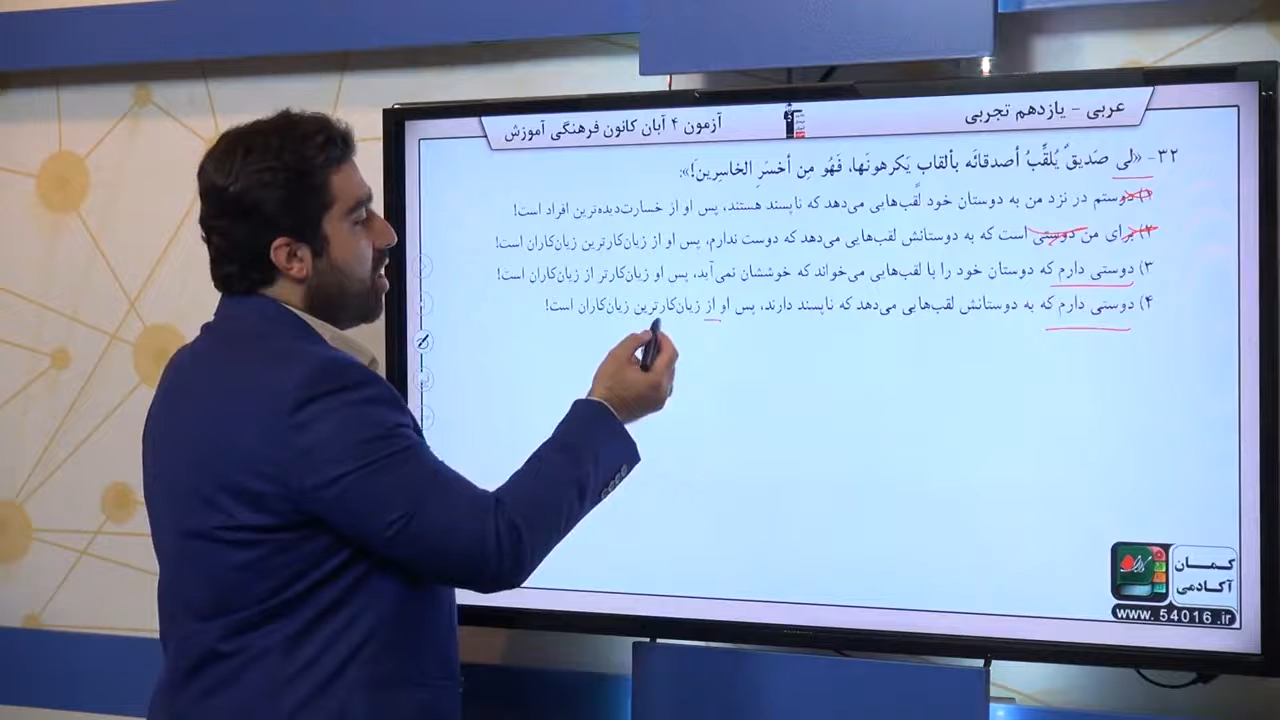 عربی - یازدهم تجربی
آزمون ۴ آبان کانون فرهنگی آموزش
۳۲- «لي صَديقٌ يُلقِّبُ أصدقائَه بألقابٍ يَكرهونَها، فَهُو مِن أخسَرِ الخاسِرينَ!»:
۱) دوستم در نزد من به دوستان خود لقب‌هایی می‌دهد که ناپسند هستند، پس او از خسارت‌دیده‌ترین افراد است!
۲) برای من دوستی است که به دوستانش لقب‌هایی می‌دهد که دوست ندارم، پس او از زیان‌کارترین زیان‌کاران است!
۳) دوستی دارم که دوستان خود را با لقب‌هایی می‌خواند که خوششان نمی‌آید، پس او زیان‌کارتر از زیان‌کاران است!
۴) دوستی دارم که به دوستانش لقب‌هایی می‌دهد که ناپسند دارند، پس او از زیان‌کارترین زیان‌کاران است!
کمان
آکادمی
www.54016.ir